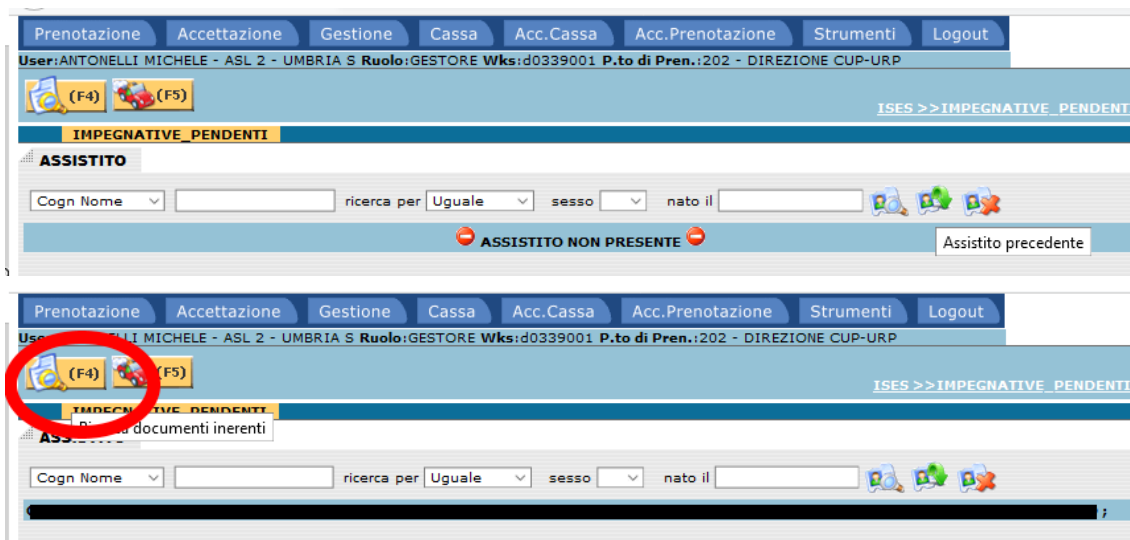 Prenotazione Accettazione Gestione Cassa Acc.Cassa Acc.Prenotazione Strumenti Logout
User:ANTONELLI MICHELE - ASL 2 - UMBRIA S Ruolo:GESTORE Wks:d0339001 P.to di Pren.:202 - DIREZIONE CUP-URP
(F4) (F5)
ISES >>IMPEGNATIVE_PENDENT
IMPEGNATIVE_PENDENTI
ASSISTITO
Cogn Nome ricerca per Uguale sesso nato il
ASSISTITO NON PRESENTE
Assistito precedente
Prenotazione Accettazione Gestione Cassa Acc.Cassa Acc.Prenotazione Strumenti Logout
MICHELE - ASL 2 - UMBRIA S Ruolo:GESTORE Wks:d0339001 P.to di Pren.:202 - DIREZIONE CUP-URP
(F4) (F5)
ISES >>IMPEGNATIVE_PENDENTI
IMPEGNATIVE_PENDENTI
documenti inerenti
Cogn Nome ricerca per Uguale sesso nato il
;